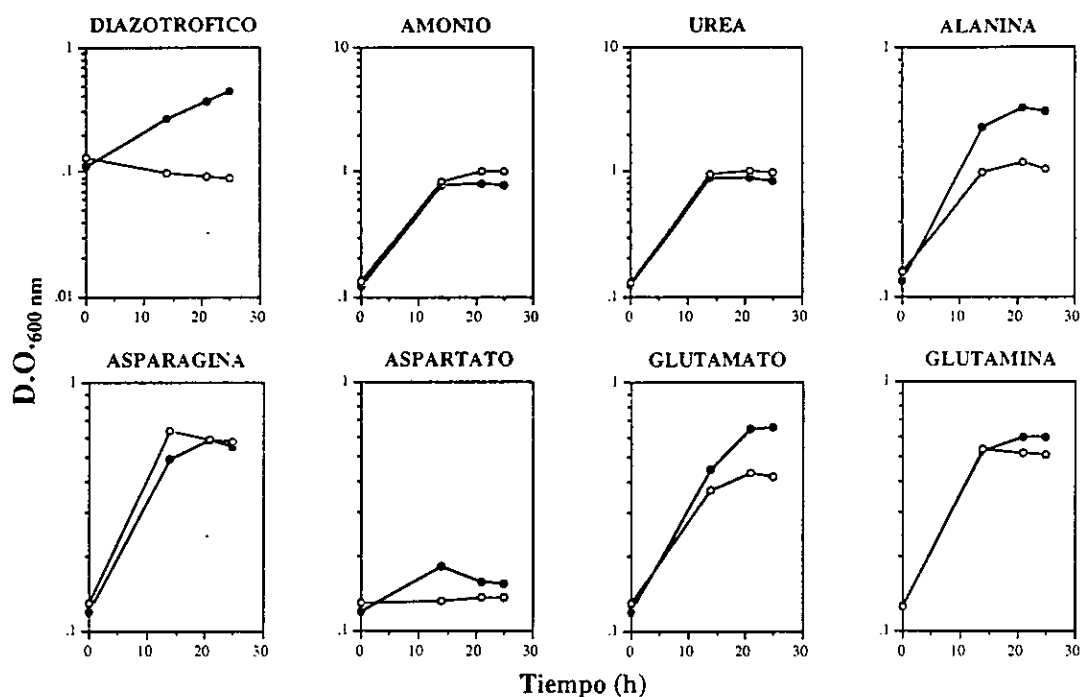 DIAZOTROFICO AMONIO UREA ALANINA
1 10 10 1
.1 1 1
.01 .1 .1 .1
0 10 20 30 0 10 20 30 0 10 20 30 0 10 20 30
ASPARAGINA ASPARTATO GLUTAMATO GLUTAMINA
1 1 1 1
.1 .1 .1 .1
0 10 20 30 0 10 20 30 0 10 20 30 0 10 20 30
D.O.600 nm
Tiempo (h)